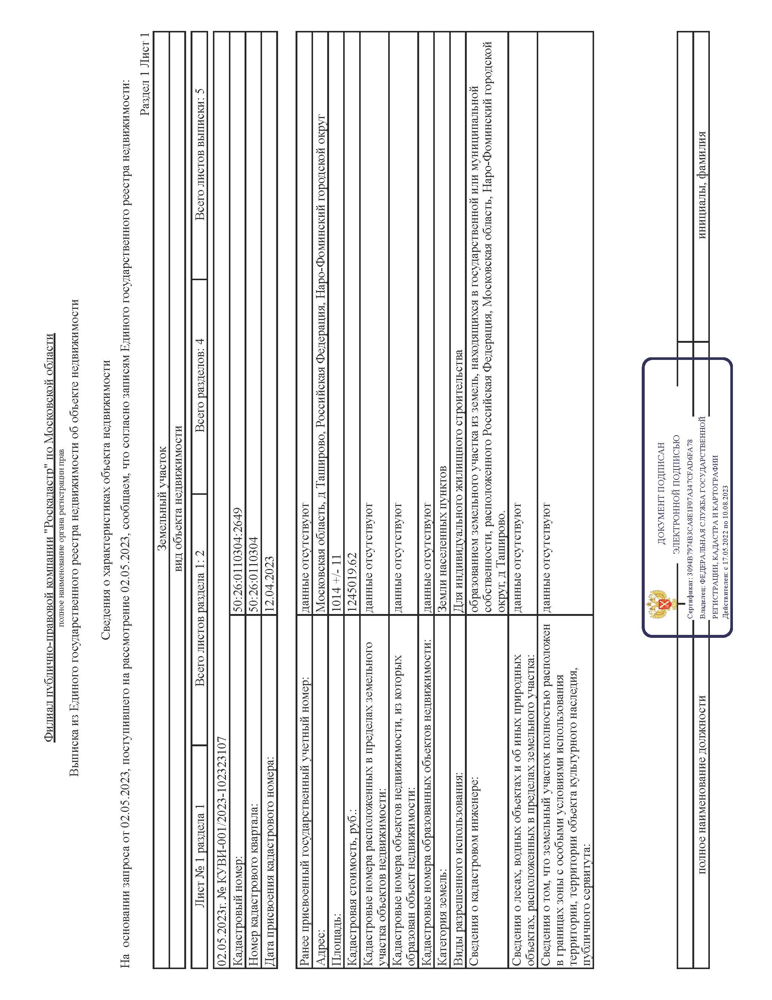 Филиал публично-правовой компании "Роскадастр" по Московской области
полное наименование органа регистрации прав
Выписка из Единого государственного реестра недвижимости об объекте недвижимости
Сведения о характеристиках объекта недвижимости
На основании запроса от 02.05.2023, поступившего на рассмотрение 02.05.2023, сообщаем, что согласно записям Единого государственного реестра недвижимости:
Раздел 1 Лист 1
Земельный участок
вид объекта недвижимости
Лист № 1 раздела 1 Всего листов раздела 1: 2 Всего разделов: 4 Всего листов выписки: 5
02.05.2023г. № КУВИ-001/2023-102323107
Кадастровый номер: 50:26:0110304:2649
Номер кадастрового квартала: 50:26:0110304
Дата присвоения кадастрового номера: 12.04.2023
Ранее присвоенный государственный учетный номер: данные отсутствуют
Адрес: Московская область, д Таширово, Российская Федерация, Наро-Фоминский городской округ
Площадь: 1014 +/- 11
Кадастровая стоимость, руб.: 1245019.62
Кадастровые номера расположенных в пределах земельного данные отсутствуют
участка объектов недвижимости:
Кадастровые номера объектов недвижимости, из которых данные отсутствуют
образован объект недвижимости:
Кадастровые номера образованных объектов недвижимости: данные отсутствуют
Категория земель: Земли населенных пунктов
Виды разрешенного использования: Для индивидуального жилищного строительства
Сведения о кадастровом инженере: образованием земельного участка из земель, находящихся в государственной или муниципальной
собственности, расположенного Российская Федерация, Московская область, Наро-Фоминский городской
округ, д Таширово.
Сведения о лесах, водных объектах и об иных природных данные отсутствуют
объектах, расположенных в пределах земельного участка:
Сведения о том, что земельный участок полностью расположен данные отсутствуют
в границах зоны с особыми условиями использования
территории, территории объекта культурного наследия,
публичного сервитута:
ДОКУМЕНТ ПОДПИСАН
ЭЛЕКТРОННОЙ ПОДПИСЬЮ
Сертификат: 3094B7974B3CA8E1F07A347CFAD6FA78
Владелец: ФЕДЕРАЛЬНАЯ СЛУЖБА ГОСУДАРСТВЕННОЙ
РЕГИСТРАЦИИ, КАДАСТРА И КАРТОГРАФИИ
Действителен: с 17.05.2022 по 10.08.2023
полное наименование должности инициалы, фамилия